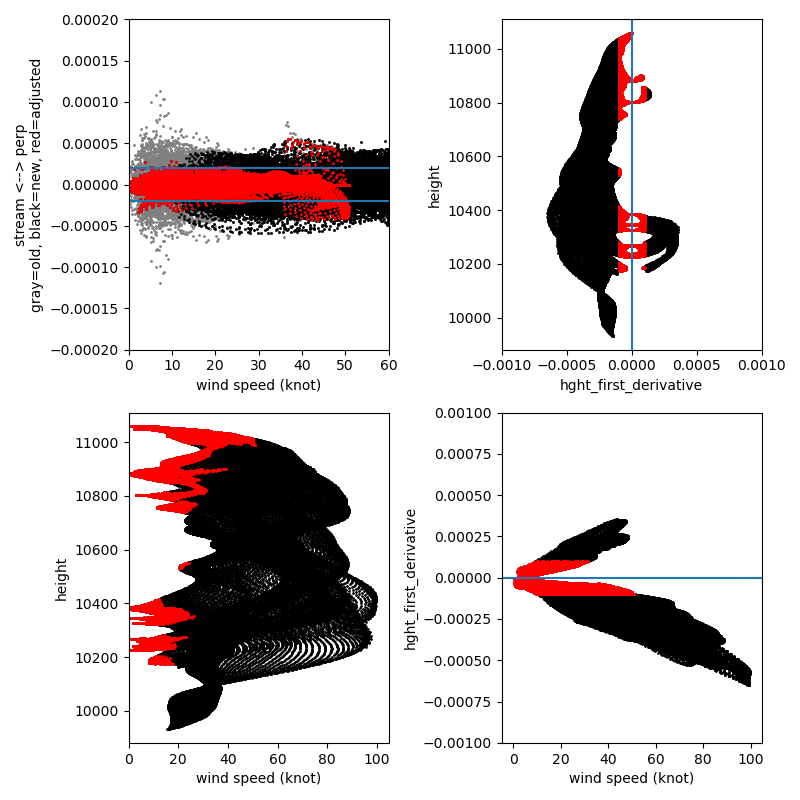 0.00020
0.00015
0.00010
0.00005
0.00000
−0.00005
−0.00010
−0.00015
−0.00020
stream <--> perp
gray=old, black=new, red=adjusted
0 10 20 30 40 50 60
wind speed (knot)
11000
10800
10600
10400
10200
10000
height
−0.0010 −0.0005 0.0000 0.0005 0.0010
hght_first_derivative
11000
10800
10600
10400
10200
10000
height
0 20 40 60 80 100
wind speed (knot)
0.00100
0.00075
0.00050
0.00025
0.00000
−0.00025
−0.00050
−0.00075
−0.00100
hght_first_derivative
0 20 40 60 80 100
wind speed (knot)